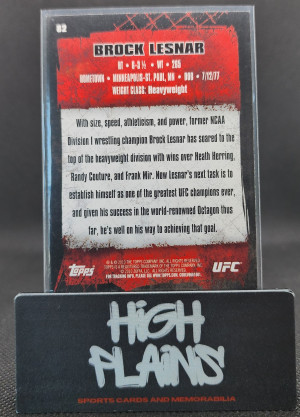 62
BROCK LESNAR
HT • 6-3 ½ • WT • 265
HOMETOWN • MINNEAPOLIS-ST. PAUL, MN • DOB • 7/12/77
WEIGHT CLASS: Heavyweight
With size, speed, athleticism, and power, former NCAA
Division I wrestling champion Brock Lesnar has soared to the
top of the heavyweight division with wins over Heath Herring,
Randy Couture, and Frank Mir. Now Lesnar's next task is to
establish himself as one of the greatest UFC champions ever,
and given his success in the world-renowned Octagon thus
far, he's well on his way to achieving that goal.
Topps
UFC
HIGH
PLAINS
SPORTS CARDS AND MEMORABILIA